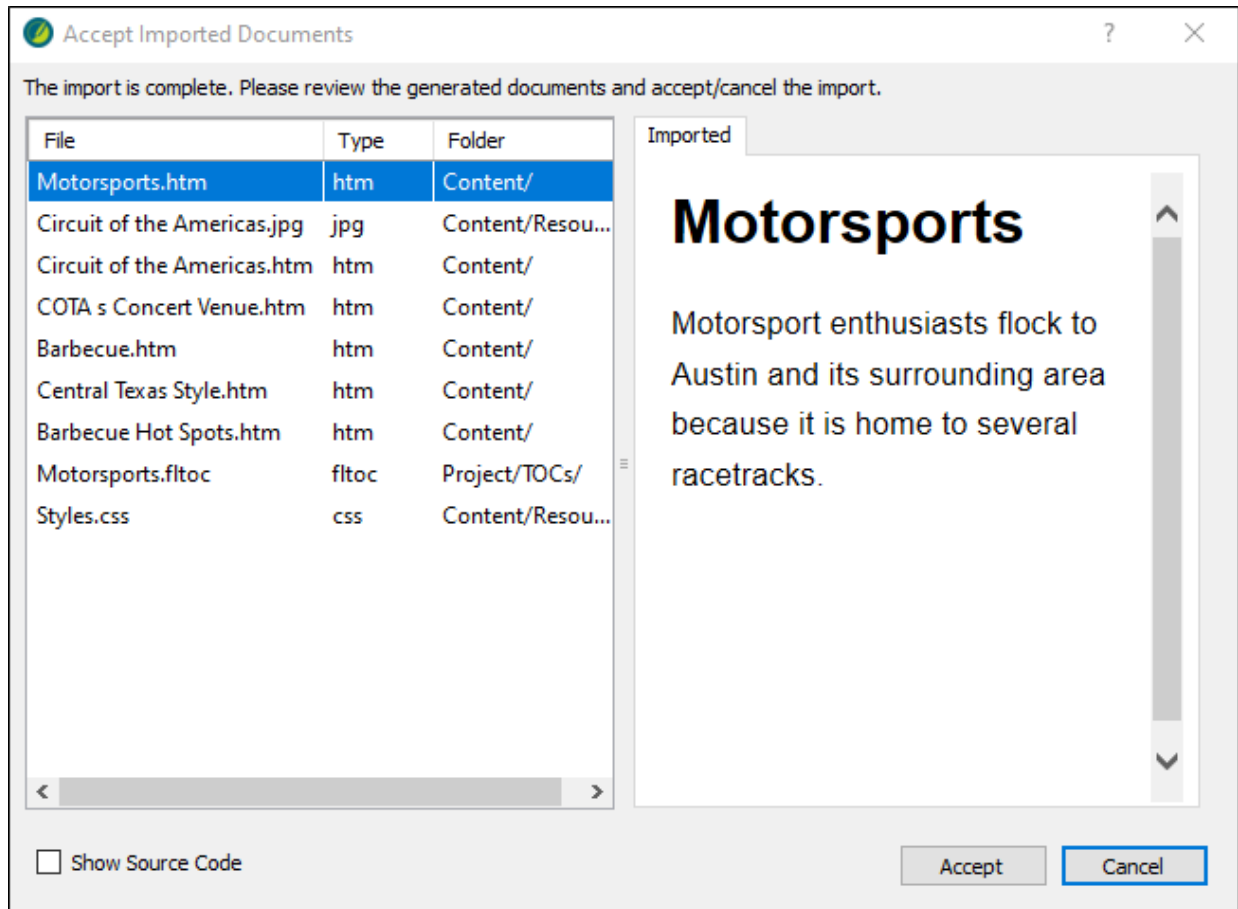 Accept Imported Documents ?
The import is complete. Please review the generated documents and accept/cancel the import.
File Type Folder
Motorsports.htm htm Content/
Circuit of the Americas.jpg jpg Content/Resou...
Circuit of the Americas.htm htm Content/
COTA s Concert Venue.htm htm Content/
Barbecue.htm htm Content/
Central Texas Style.htm htm Content/
Barbecue Hot Spots.htm htm Content/
Motorsports.fltoc fltoc Project/TOCs/
Styles.css css Content/Resou...
Imported
Motorsports
Motorsport enthusiasts flock to
Austin and its surrounding area
because it is home to several
racetracks.
Show Source Code
Accept Cancel